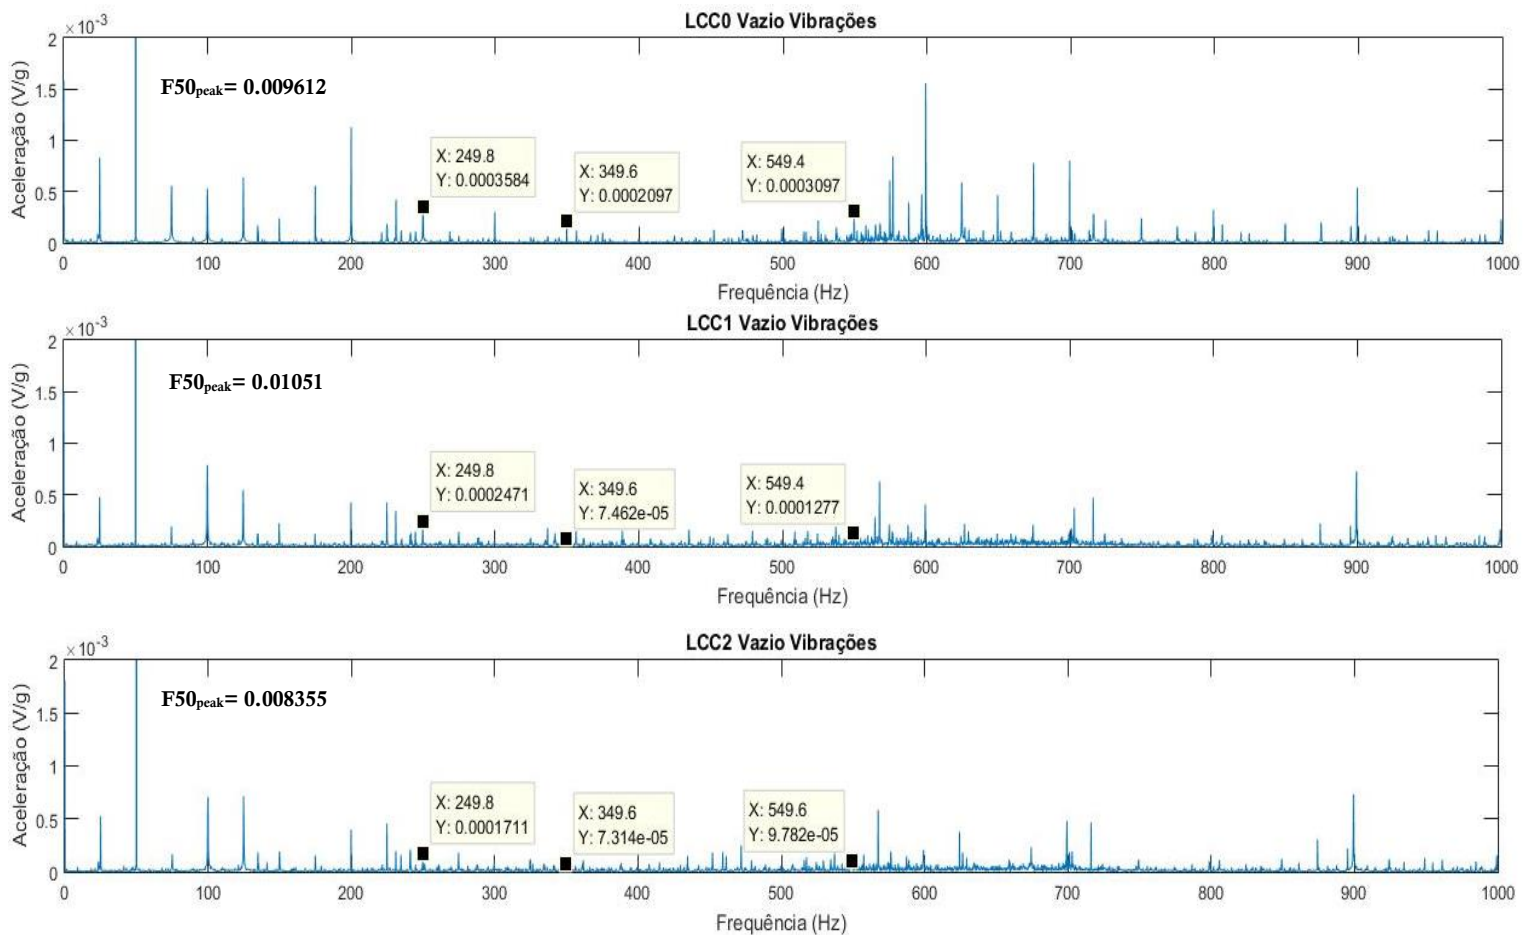 LCC0 Vazio Vibrações
×10-3
2
1.5
1
0.5
0
Aceleração (V/g)
F50peak= 0.009612
X: 249.8
Y: 0.0003584
X: 349.6
Y: 0.0002097
X: 549.4
Y: 0.0003097
0 100 200 300 400 500 600 700 800 900 1000
Frequência (Hz)
LCC1 Vazio Vibrações
×10-3
2
1.5
1
0.5
0
Aceleração (V/g)
F50peak= 0.01051
X: 249.8
Y: 0.0002471
X: 349.6
Y: 7.462e-05
X: 549.4
Y: 0.0001277
0 100 200 300 400 500 600 700 800 900 1000
Frequência (Hz)
LCC2 Vazio Vibrações
×10-3
2
1.5
1
0.5
0
Aceleração (V/g)
F50peak= 0.008355
X: 249.8
Y: 0.0001711
X: 349.6
Y: 7.314e-05
X: 549.6
Y: 9.782e-05
0 100 200 300 400 500 600 700 800 900 1000
Frequência (Hz)